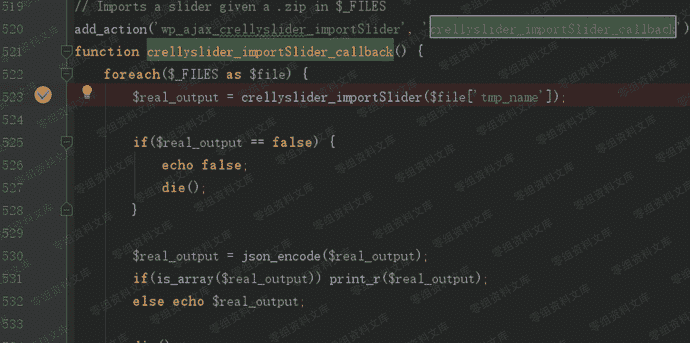 519 // Imports a slider given a .zip in $_FILES
520 add_action('wp_ajax_crellyslider_importSlider', 'crellyslider_importSlider_callback')
521 function crellyslider_importSlider_callback() {
522 foreach($_FILES as $file) {
523 $real_output = crellyslider_importSlider($file['tmp_name']);
524
525 if($real_output == false) {
526 echo false;
527 die();
528 }
529
530 $real_output = json_encode($real_output);
531 if(is_array($real_output)) print_r($real_output);
532 else echo $real_output;
533
零组资料文库